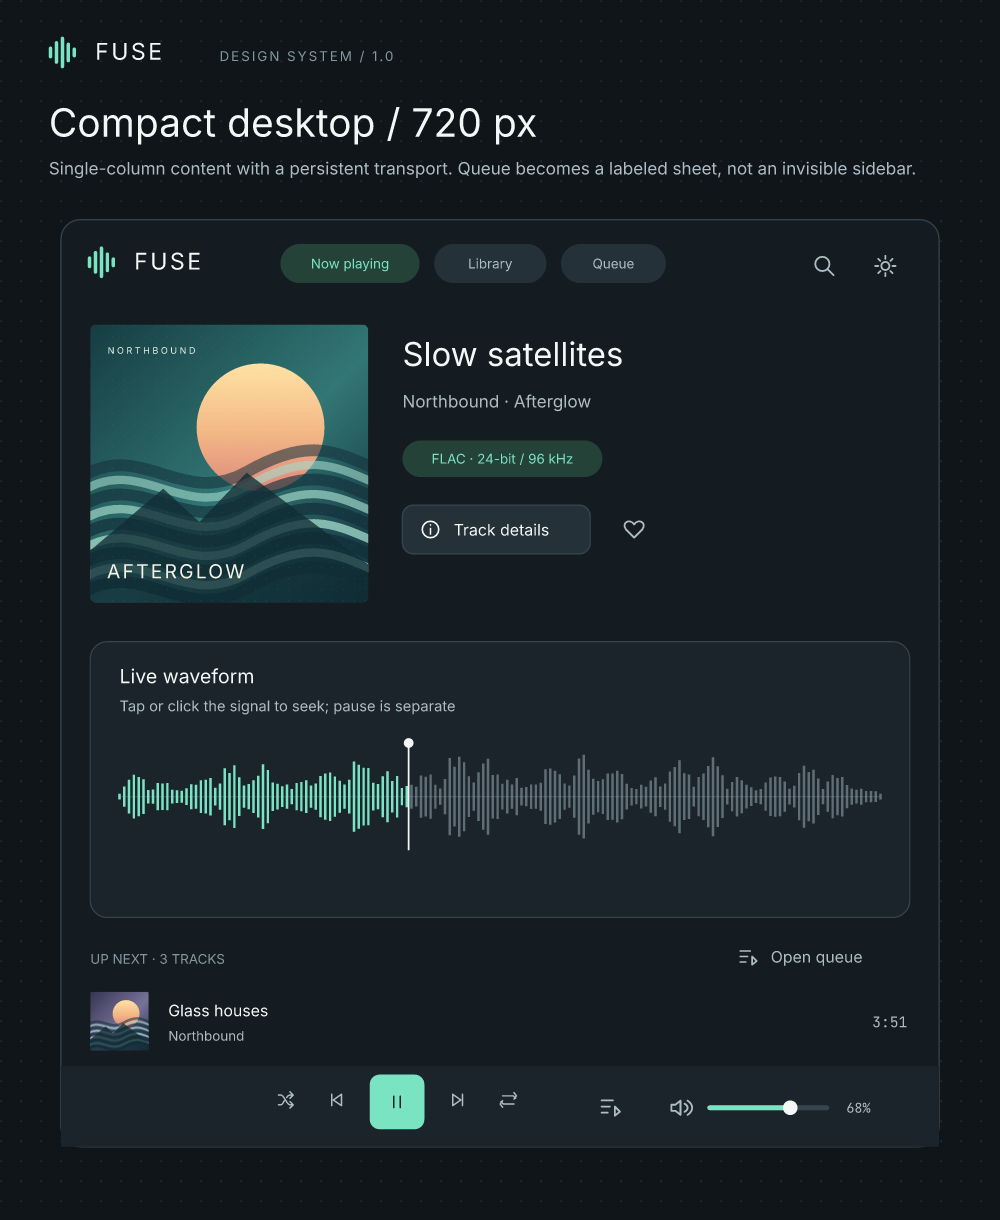 FUSE
DESIGN SYSTEM / 1.0
Compact desktop / 720 px
Single-column content with a persistent transport. Queue becomes a labeled sheet, not an invisible sidebar.
FUSE
Now playing
Library
Queue
NORTHBOUND
AFTERGLOW
Slow satellites
Northbound · Afterglow
FLAC · 24-bit / 96 kHz
Track details
Live waveform
Tap or click the signal to seek; pause is separate
UP NEXT · 3 TRACKS
Open queue
Glass houses
Northbound
3:51
68%